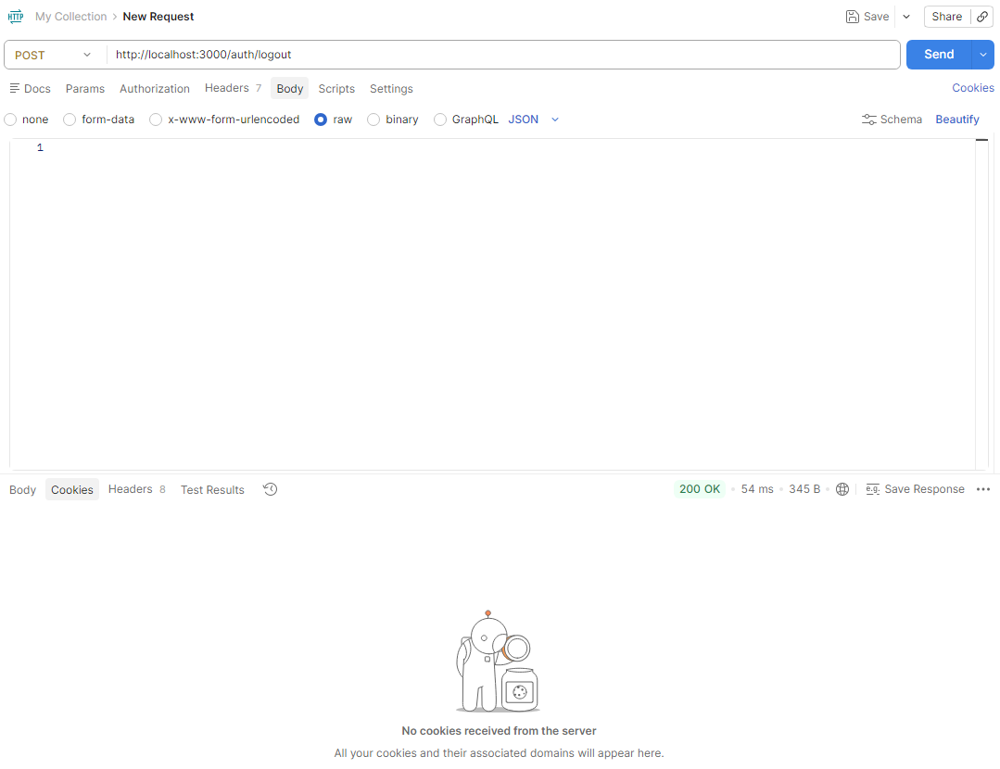 HTTP My Collection > New Request Save Share
POST http://localhost:3000/auth/logout Send
Docs Params Authorization Headers 7 Body Scripts Settings Cookies
none form-data x-www-form-urlencoded raw binary GraphQL JSON Schema Beautify
1
Body Cookies Headers 8 Test Results 200 OK • 54 ms • 345 B • e.g. Save Response
No cookies received from the server
All your cookies and their associated domains will appear here.